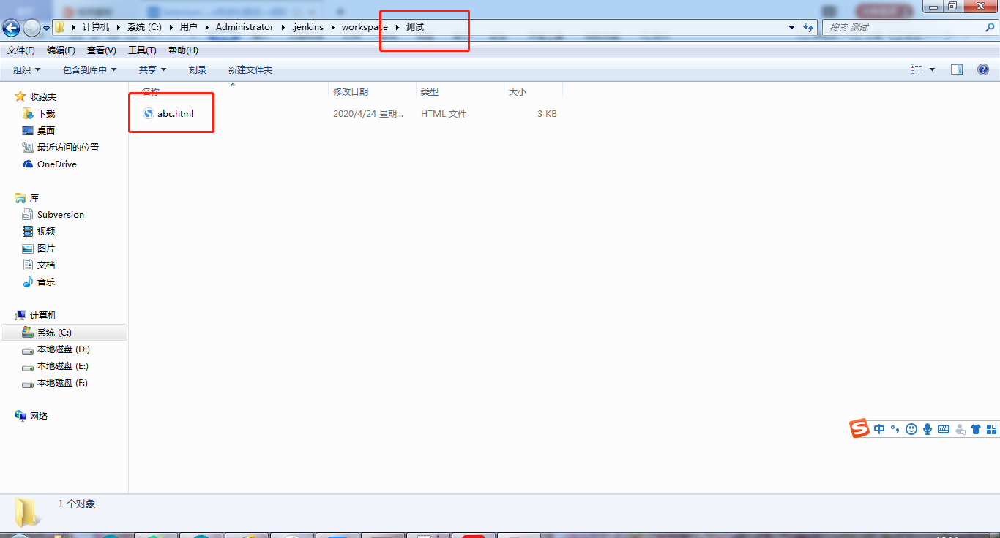 计算机 系统 (C:) 用户 Administrator .jenkins workspace 测试 搜索 测试
文件(F) 编辑(E) 查看(V) 工具(T) 帮助(H)
组织 包含到库中 共享 刻录 新建文件夹
名称 修改日期 类型 大小
abc.html 2020/4/24 星期... HTML 文件 3 KB
收藏夹
下载
桌面
最近访问的位置
OneDrive
库
Subversion
视频
图片
文档
音乐
计算机
系统 (C:)
本地磁盘 (D:)
本地磁盘 (E:)
本地磁盘 (F:)
网络
中
1 个对象